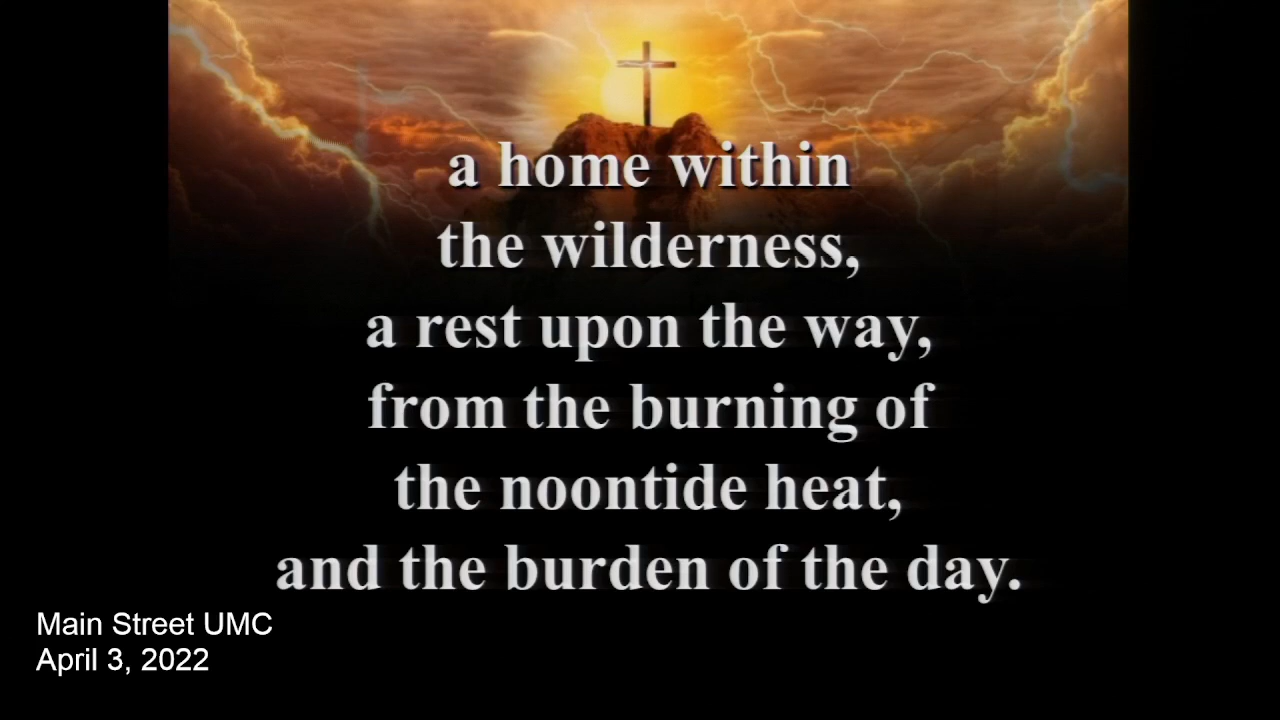 a home within
the wilderness,
a rest upon the way,
from the burning of
the noontide heat,
and the burden of the day.
Main Street UMC
April 3, 2022